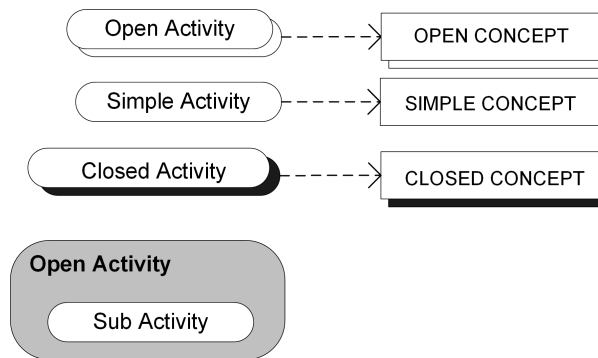 Open Activity
OPEN CONCEPT
Simple Activity
SIMPLE CONCEPT
Closed Activity
CLOSED CONCEPT
Open Activity
Sub Activity